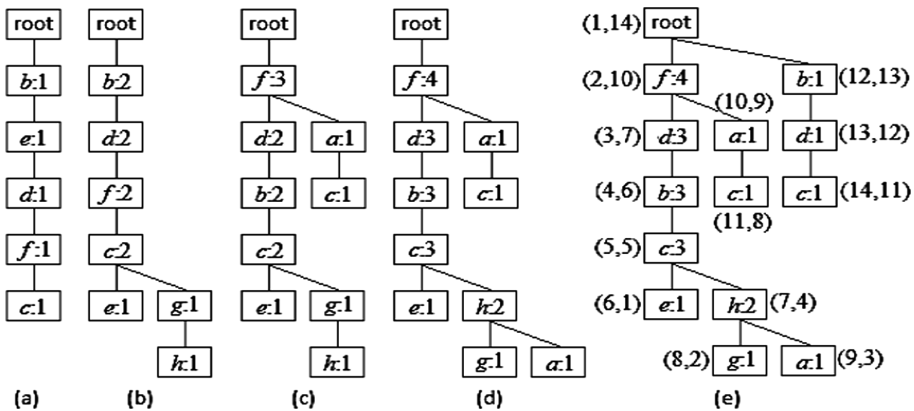 root root root root (1,14) root
b:1 b:2 f:3 f:4 (2,10) f:4 b:1 (12,13)
(10,9)
e:1 d:2 d:2 a:1 d:3 a:1 (3,7) d:3 a:1 d:1 (13,12)
d:1 f:2 b:2 c:1 b:3 c:1 (4,6) b:3 c:1 c:1 (14,11)
(11,8)
f:1 c:2 c:2 c:3 (5,5) c:3
c:1 e:1 g:1 e:1 g:1 e:1 h:2 (6,1) e:1 h:2 (7,4)
h:1 h:1 g:1 a:1 (8,2) g:1 a:1 (9,3)
(a) (b) (c) (d) (e)